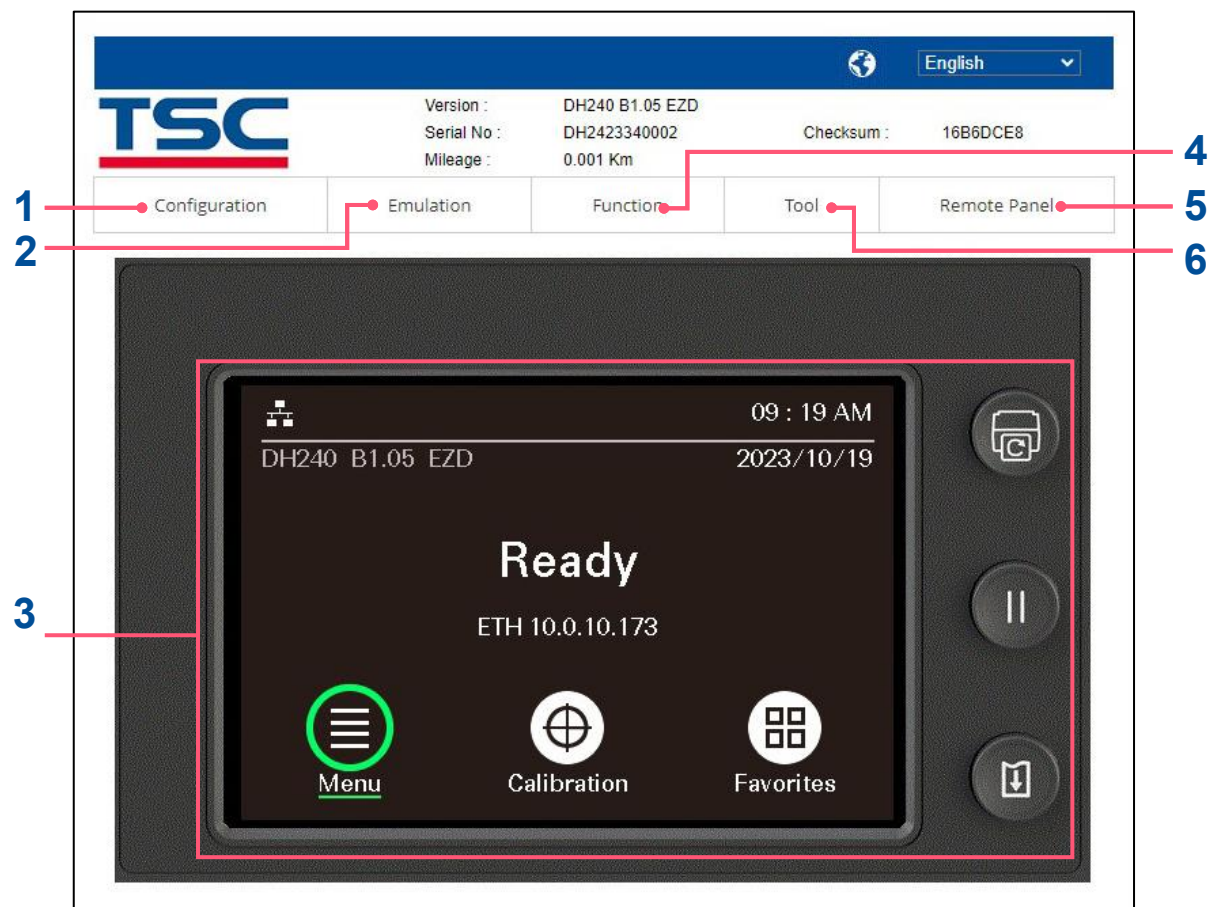 English
TSC
Version : DH240 B1.05 EZD
Serial No : DH2423340002 Checksum : 16B6DCE8
Mileage : 0.001 Km
4
1 Configuration Emulation Function Tool Remote Panel 5
2 6
09 : 19 AM
DH240 B1.05 EZD 2023/10/19
Ready
3
ETH 10.0.10.173
Menu Calibration Favorites